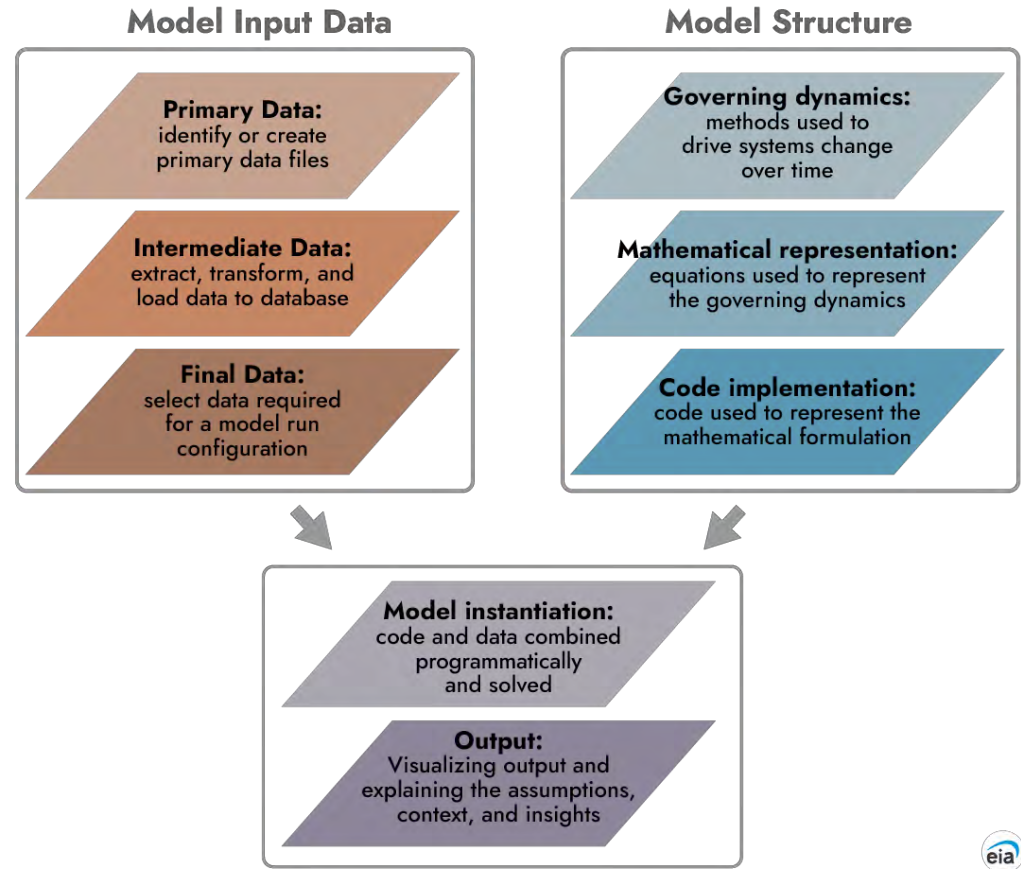 Model Input Data
Primary Data:
identify or create
primary data files
Intermediate Data:
extract, transform, and
load data to database
Final Data:
select data required
for a model run
configuration
Model Structure
Governing dynamics:
methods used to
drive systems change
over time
Mathematical representation:
equations used to represent
the governing dynamics
Code implementation:
code used to represent the
mathematical formulation
Model instantiation:
code and data combined
programmatically
and solved
Output:
Visualizing output and
explaining the assumptions,
context, and insights
eia